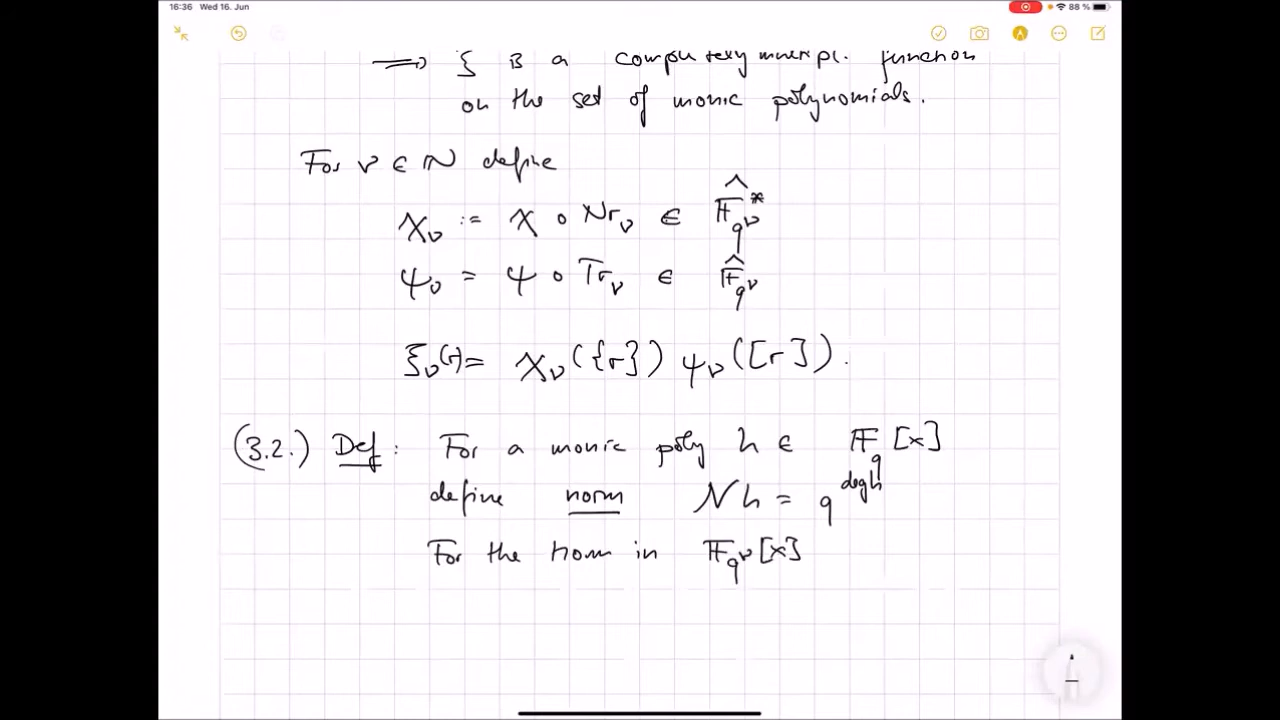 16:36 Wed 16. Jun 88 %
⟹ ξ is a completely multipl. function
on the set of monic polynomials.
For ν ∈ ℕ define
χ_ν := χ ∘ Nr_ν ∈ \hat{𝔽}_{q^ν}^*
ψ_ν = ψ ∘ Tr_ν ∈ \hat{𝔽}_{q^ν}
ξ_ν(r) = χ_ν({r}) ψ_ν([r]).
(3.2.) Def: For a monic poly h ∈ 𝔽_q[x]
define norm 𝒩h = q^{deg h}
For the norm in 𝔽_{q^ν}[x]